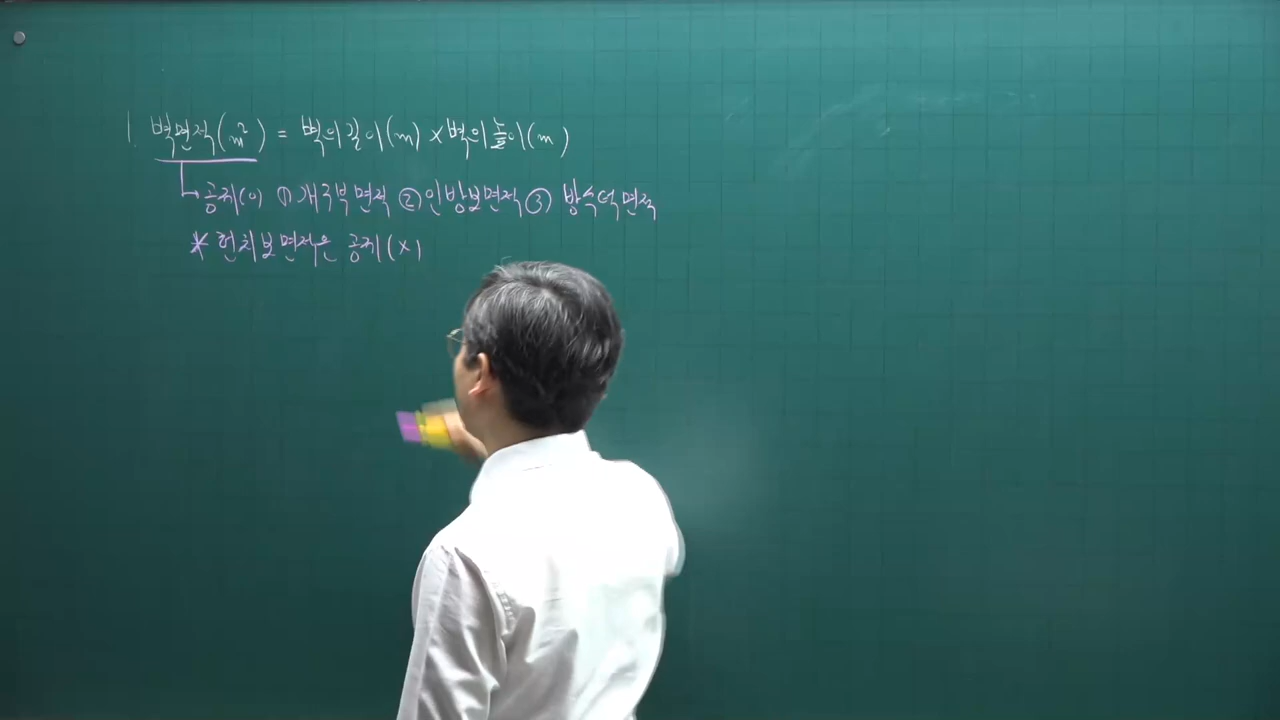 1. 벽면적(m²) = 벽의길이(m) × 벽의높이(m)
공제(O) ① 개구부면적 ② 인방보면적 ③ 방수턱면적
* 헌치보면적은 공제(×)